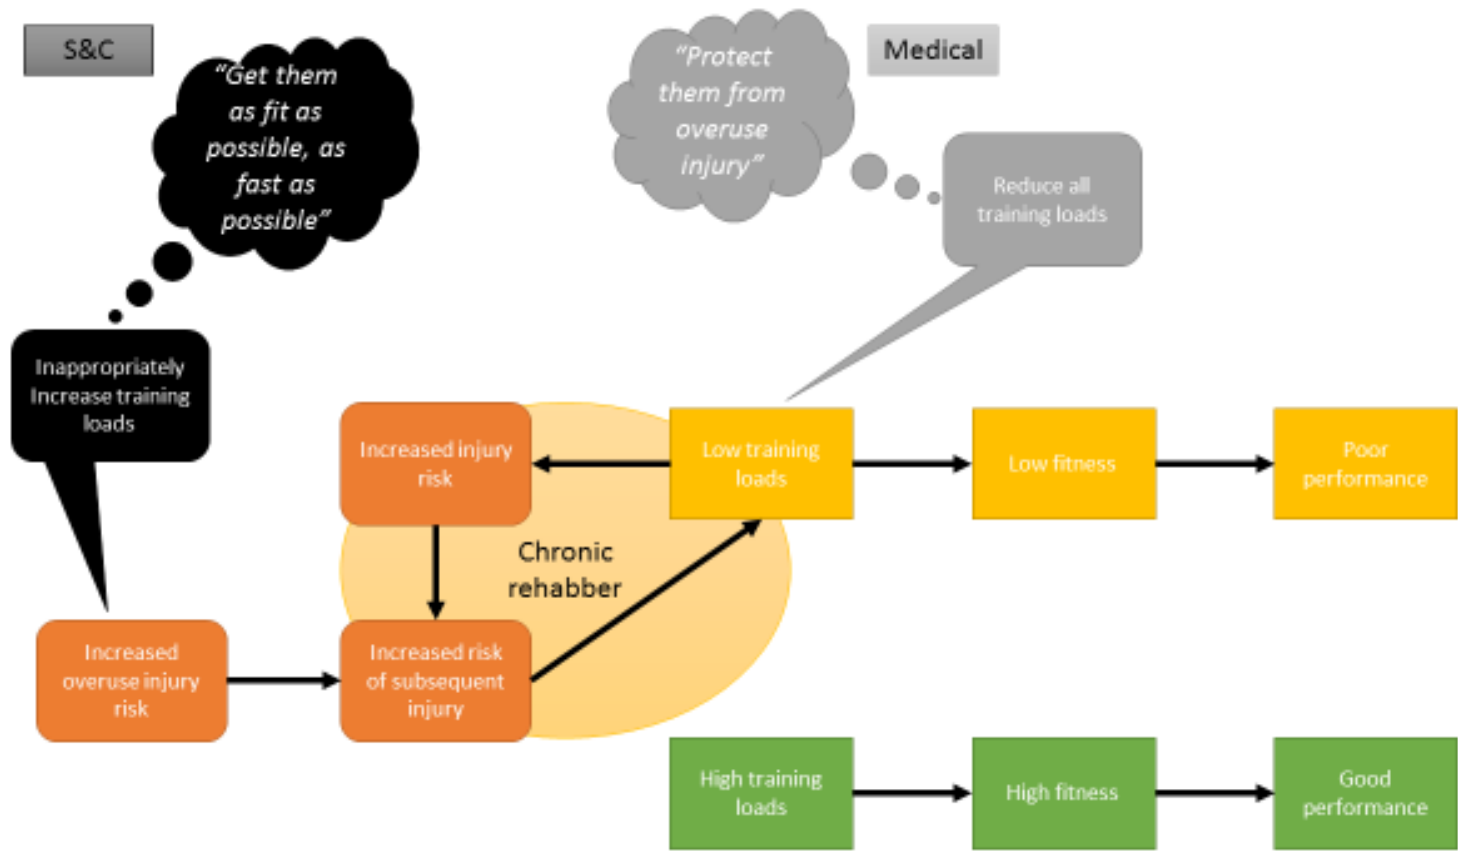 S&C
“Get them
as fit as
possible, as
fast as
possible”
“Protect
them from
overuse
injury”
Medical
Reduce all
training loads
Inappropriately
Increase training
loads
Increased injury
risk
Low training
loads
Low fitness
Poor
performance
Chronic
rehabber
Increased
overuse injury
risk
Increased risk
of subsequent
injury
High training
loads
High fitness
Good
performance